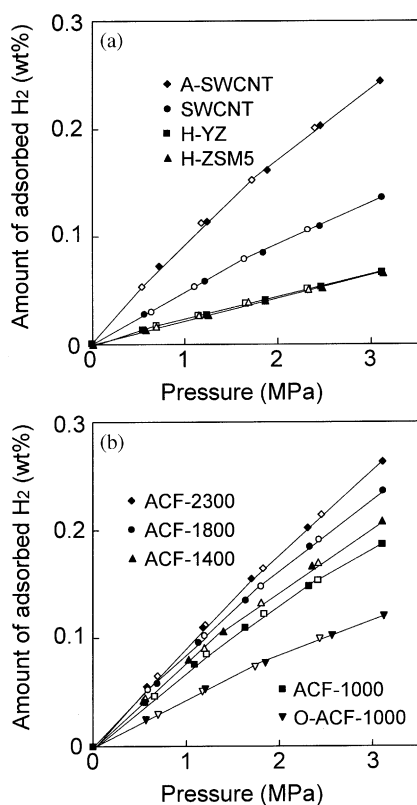 (a)
Amount of adsorbed H2 (wt%)
0.3
0.2
0.1
0
A-SWCNT
SWCNT
H-YZ
H-ZSM5
0 1 2 3
Pressure (MPa)
(b)
Amount of adsorbed H2 (wt%)
0.3
0.2
0.1
0
ACF-2300
ACF-1800
ACF-1400
ACF-1000
O-ACF-1000
0 1 2 3
Pressure (MPa)